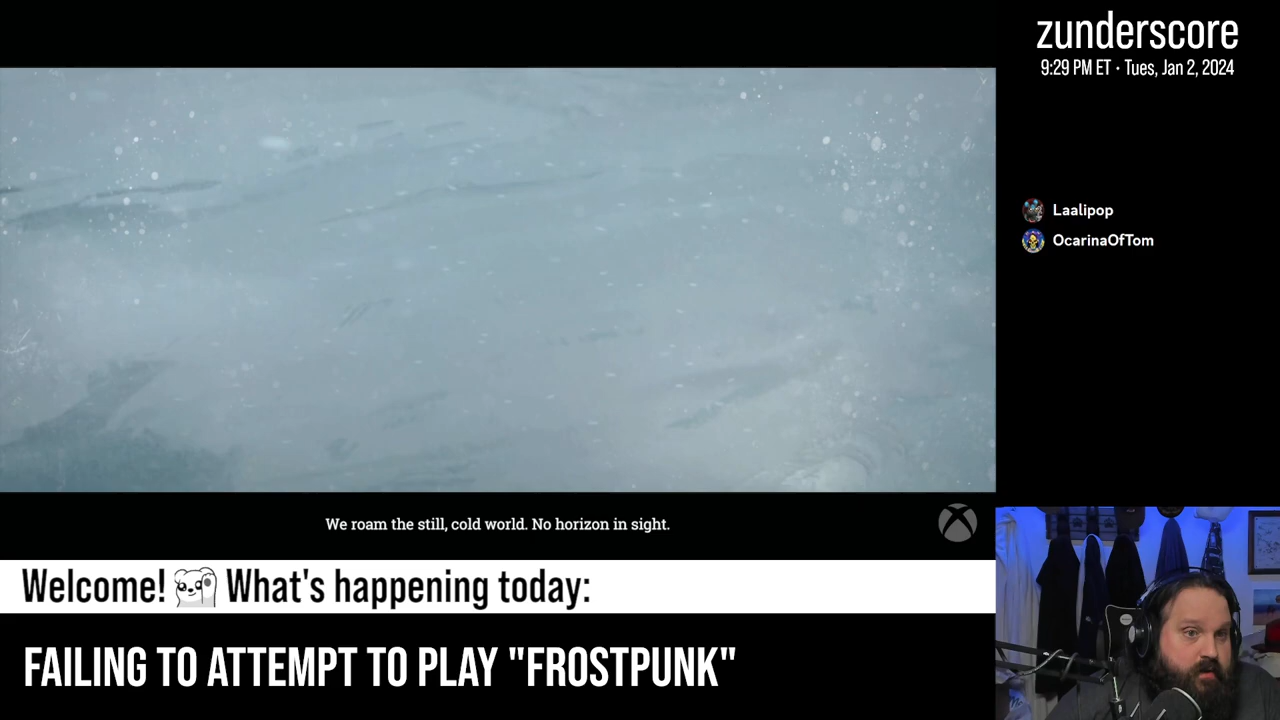 zunderscore
9:29 PM ET • Tues, Jan 2, 2024
Laalipop
OcarinaOfTom
We roam the still, cold world. No horizon in sight.
Welcome! What's happening today:
FAILING TO ATTEMPT TO PLAY "FROSTPUNK"